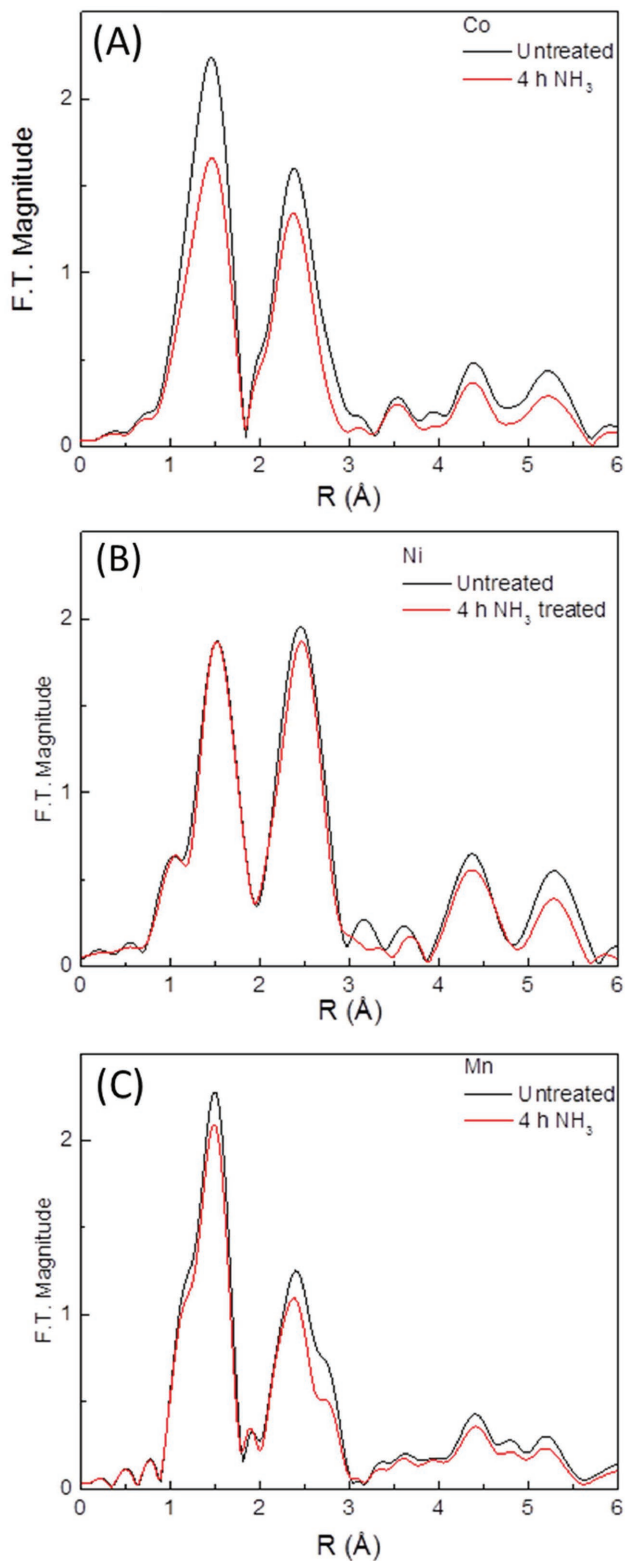 (A)
Co
Untreated
4 h NH3
F.T. Magnitude
2
1
0
0 1 2 3 4 5 6
R (Å)
(B)
Ni
Untreated
4 h NH3 treated
F.T. Magnitude
2
1
0
0 1 2 3 4 5 6
R (Å)
(C)
Mn
Untreated
4 h NH3
F.T. Magnitude
2
1
0
0 1 2 3 4 5 6
R (Å)